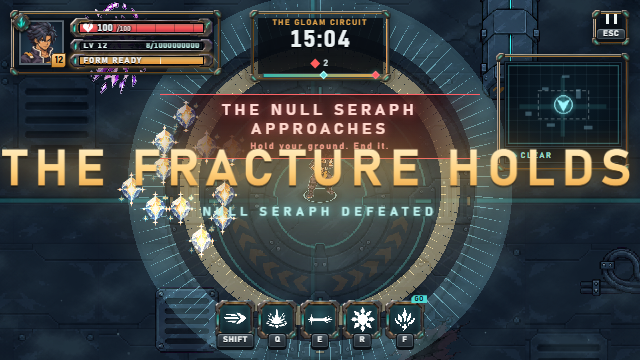 100/100
LV 12
8/1000000000
FORM READY
12
THE GLOAM CIRCUIT
15:04
2
ESC
THE NULL SERAPH
APPROACHES
Hold your ground. End it.
CLEAR
THE FRACTURE HOLDS
NULL SERAPH DEFEATED
60
SHIFT
Q
E
R
F